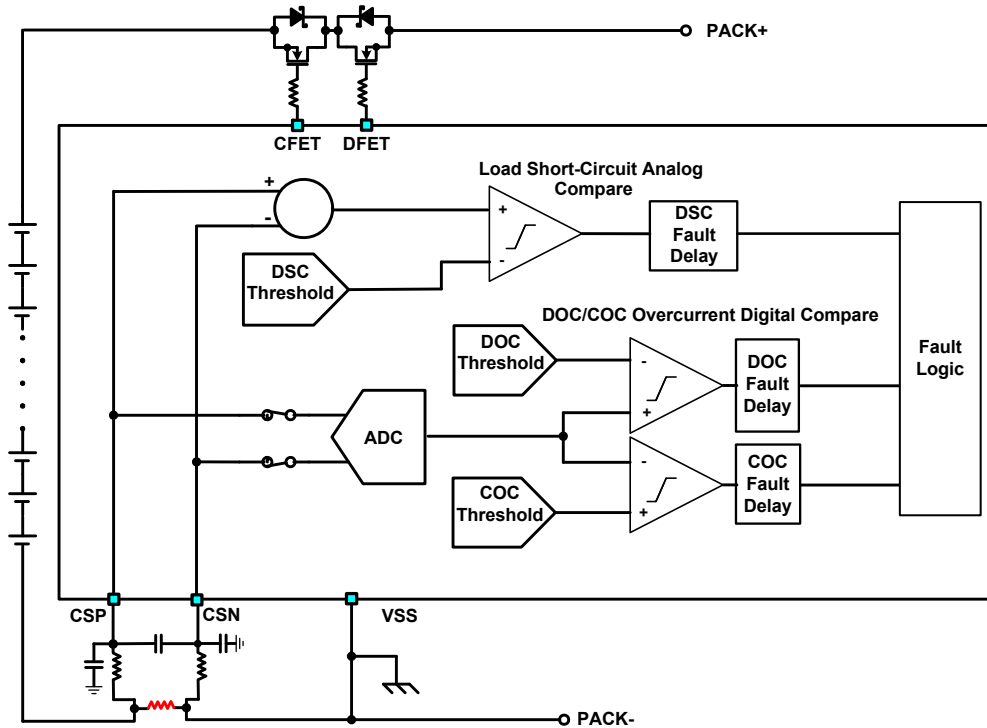 PACK+
CFET
DFET
Load Short-Circuit Analog
Compare
+
-
+
-
DSC
Threshold
DSC
Fault
Delay
DOC/COC Overcurrent Digital Compare
DOC
Threshold
-
+
DOC
Fault
Delay
Fault
Logic
ADC
COC
Threshold
-
+
COC
Fault
Delay
CSP
CSN
VSS
PACK-